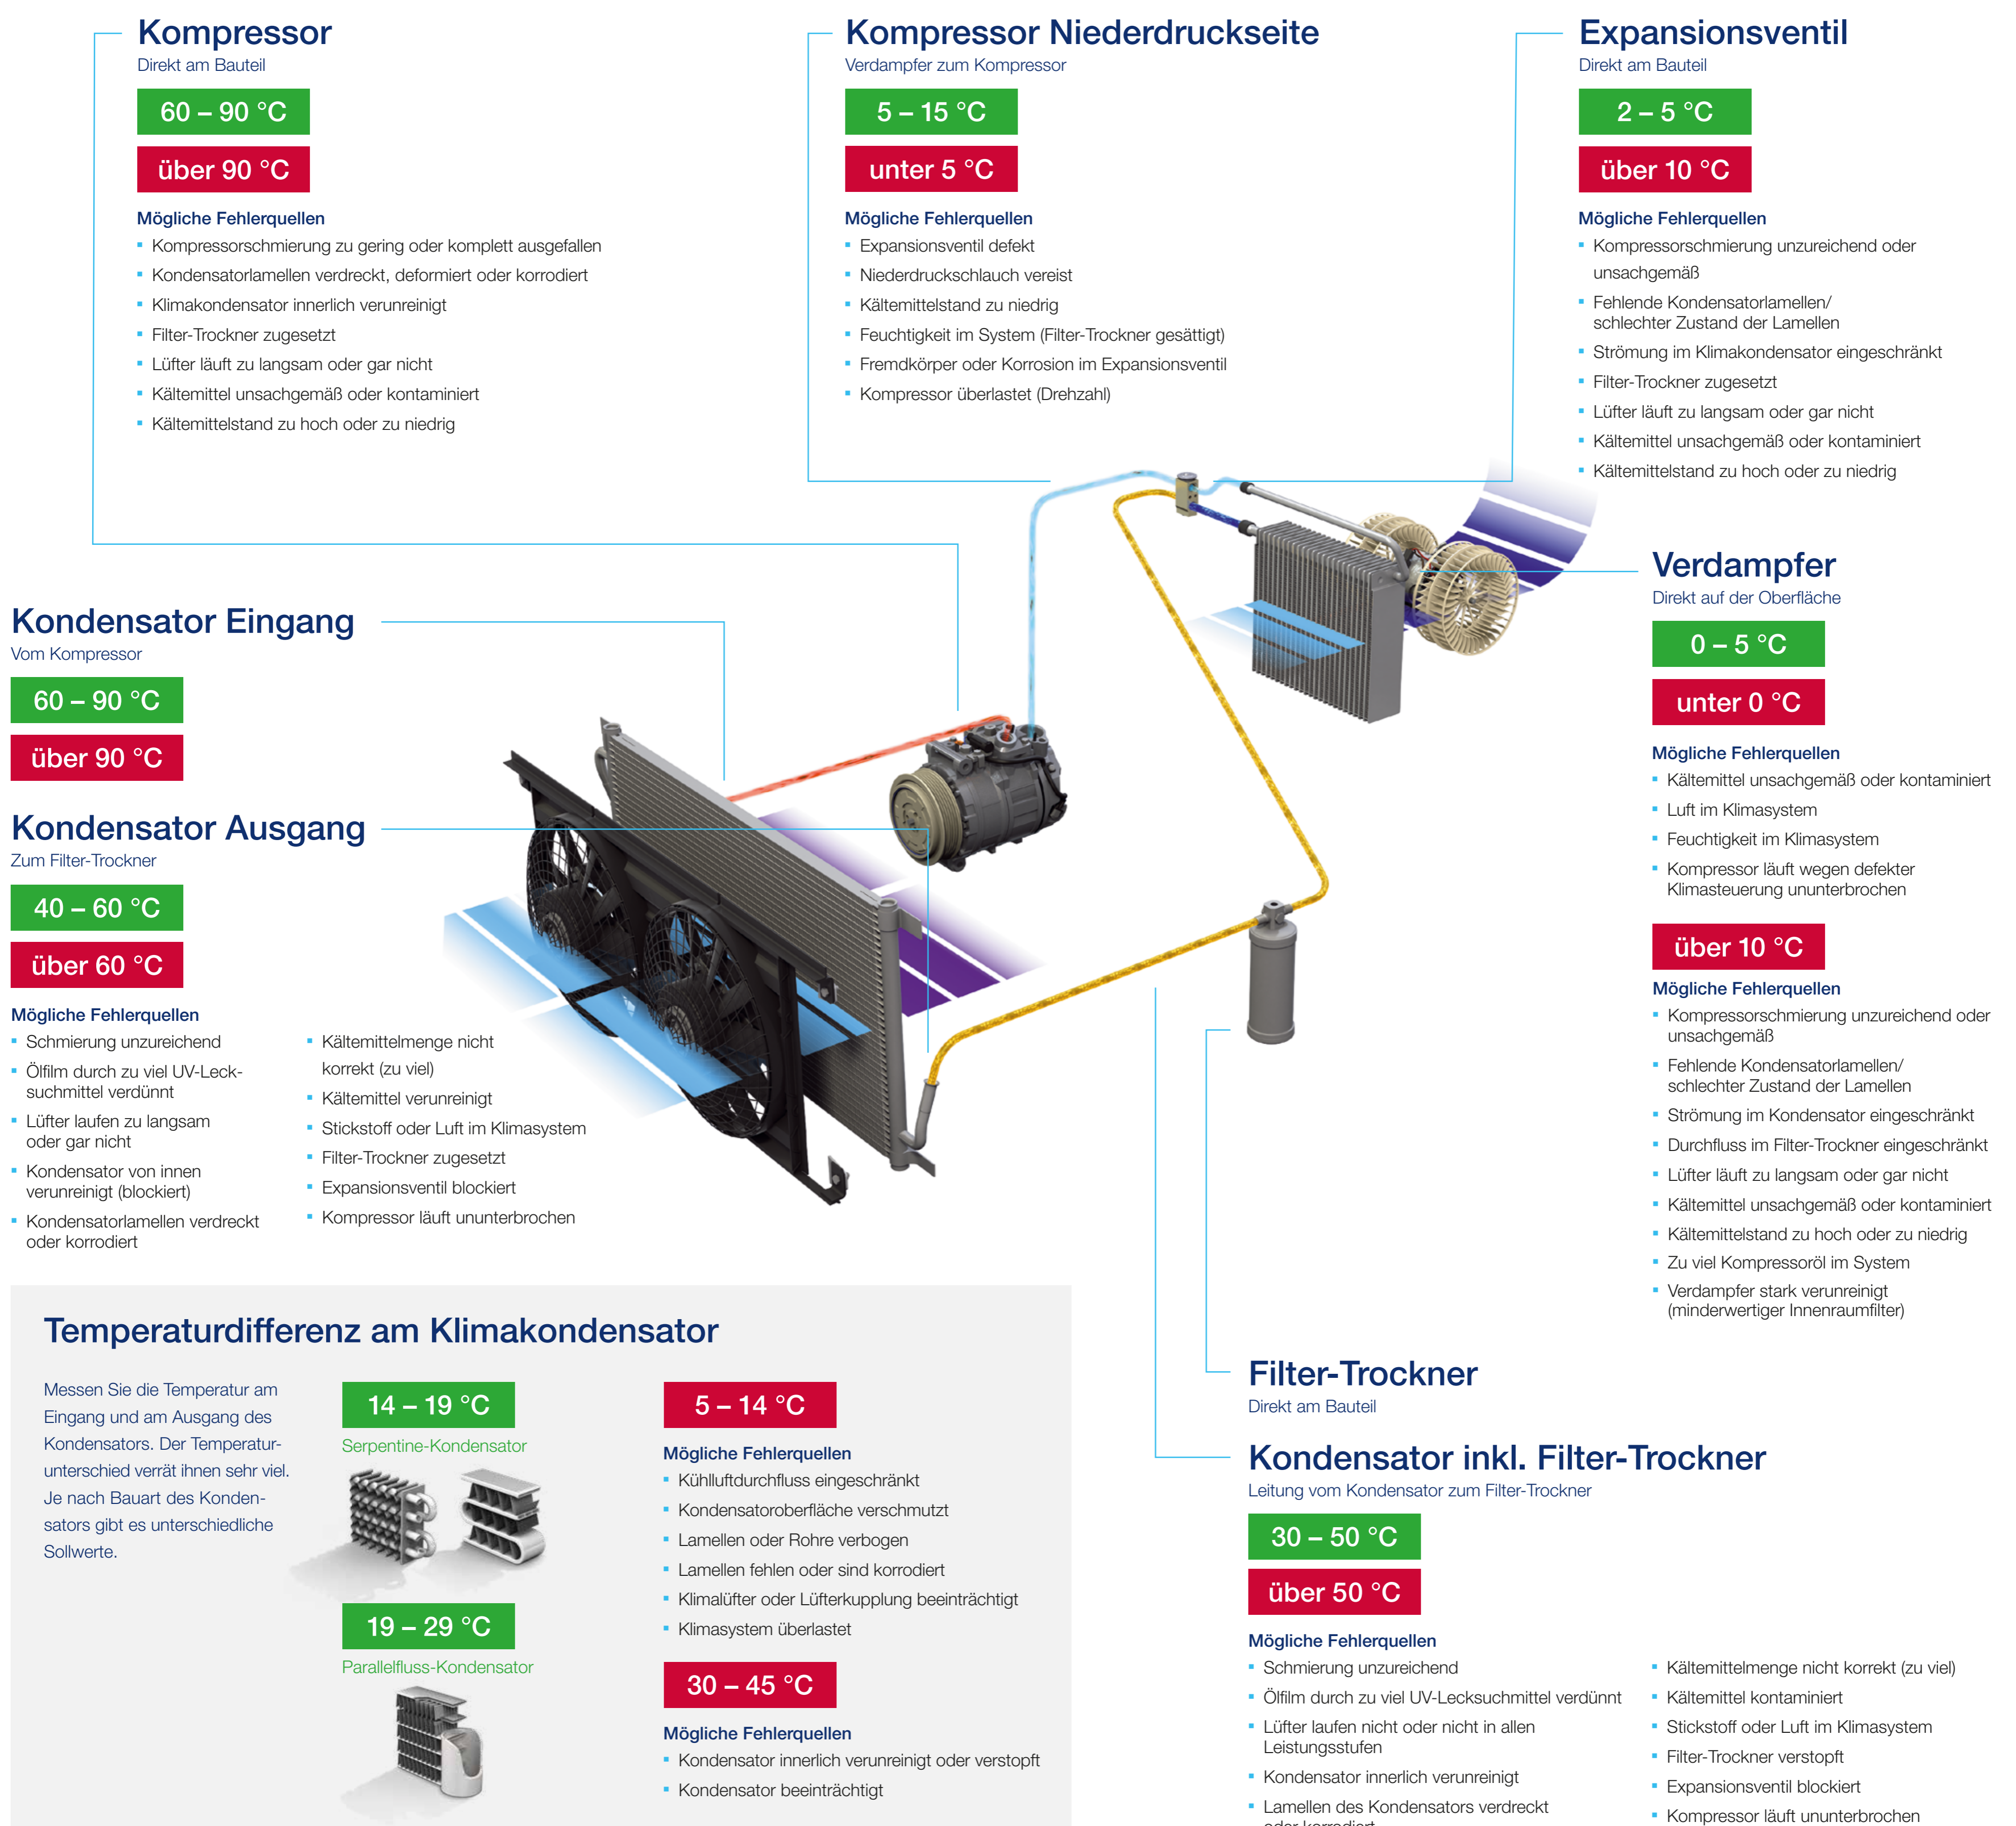 Kompressor
Direkt am Bauteil
60 – 90 °C
über 90 °C
Mögliche Fehlerquellen
▪ Kompressorschmierung zu gering oder komplett ausgefallen
▪ Kondensatorlamellen verdreckt, deformiert oder korrodiert
▪ Klimakondensator innerlich verunreinigt
▪ Filter-Trockner zugesetzt
▪ Lüfter läuft zu langsam oder gar nicht
▪ Kältemittel unsachgemäß oder kontaminiert
▪ Kältemittelstand zu hoch oder zu niedrig
Kompressor Niederdruckseite
Verdampfer zum Kompressor
5 – 15 °C
unter 5 °C
Mögliche Fehlerquellen
▪ Expansionsventil defekt
▪ Niederdruckschlauch vereist
▪ Kältemittelstand zu niedrig
▪ Feuchtigkeit im System (Filter-Trockner gesättigt)
▪ Fremdkörper oder Korrosion im Expansionsventil
▪ Kompressor überlastet (Drehzahl)
Expansionsventil
Direkt am Bauteil
2 – 5 °C
über 10 °C
Mögliche Fehlerquellen
▪ Kompressorschmierung unzureichend oder
unsachgemäß
▪ Fehlende Kondensatorlamellen/
schlechter Zustand der Lamellen
▪ Strömung im Klimakondensator eingeschränkt
▪ Filter-Trockner zugesetzt
▪ Lüfter läuft zu langsam oder gar nicht
▪ Kältemittel unsachgemäß oder kontaminiert
▪ Kältemittelstand zu hoch oder zu niedrig
Verdampfer
Direkt auf der Oberfläche
0 – 5 °C
unter 0 °C
Mögliche Fehlerquellen
▪ Kältemittel unsachgemäß oder kontaminiert
▪ Luft im Klimasystem
▪ Feuchtigkeit im Klimasystem
▪ Kompressor läuft wegen defekter
Klimasteuerung ununterbrochen
über 10 °C
Mögliche Fehlerquellen
▪ Kompressorschmierung unzureichend oder
unsachgemäß
▪ Fehlende Kondensatorlamellen/
schlechter Zustand der Lamellen
▪ Strömung im Kondensator eingeschränkt
▪ Durchfluss im Filter-Trockner eingeschränkt
▪ Lüfter läuft zu langsam oder gar nicht
▪ Kältemittel unsachgemäß oder kontaminiert
▪ Kältemittelstand zu hoch oder zu niedrig
▪ Zu viel Kompressoröl im System
▪ Verdampfer stark verunreinigt
(minderwertiger Innenraumfilter)
Kondensator Eingang
Vom Kompressor
60 – 90 °C
über 90 °C
Kondensator Ausgang
Zum Filter-Trockner
40 – 60 °C
über 60 °C
Mögliche Fehlerquellen
▪ Schmierung unzureichend
▪ Ölfilm durch zu viel UV-Leck-
suchmittel verdünnt
▪ Lüfter laufen zu langsam
oder gar nicht
▪ Kondensator von innen
verunreinigt (blockiert)
▪ Kondensatorlamellen verdreckt
oder korrodiert
▪ Kältemittelmenge nicht
korrekt (zu viel)
▪ Kältemittel verunreinigt
▪ Stickstoff oder Luft im Klimasystem
▪ Filter-Trockner zugesetzt
▪ Expansionsventil blockiert
▪ Kompressor läuft ununterbrochen
Temperaturdifferenz am Klimakondensator
Messen Sie die Temperatur am
Eingang und am Ausgang des
Kondensators. Der Temperatur-
unterschied verrät ihnen sehr viel.
Je nach Bauart des Konden-
sators gibt es unterschiedliche
Sollwerte.
14 – 19 °C
Serpentine-Kondensator
19 – 29 °C
Parallelfluss-Kondensator
5 – 14 °C
Mögliche Fehlerquellen
▪ Kühlluftdurchfluss eingeschränkt
▪ Kondensatoroberfläche verschmutzt
▪ Lamellen oder Rohre verbogen
▪ Lamellen fehlen oder sind korrodiert
▪ Klimalüfter oder Lüfterkupplung beeinträchtigt
▪ Klimasystem überlastet
30 – 45 °C
Mögliche Fehlerquellen
▪ Kondensator innerlich verunreinigt oder verstopft
▪ Kondensator beeinträchtigt
Filter-Trockner
Direkt am Bauteil
Kondensator inkl. Filter-Trockner
Leitung vom Kondensator zum Filter-Trockner
30 – 50 °C
über 50 °C
Mögliche Fehlerquellen
▪ Schmierung unzureichend
▪ Ölfilm durch zu viel UV-Lecksuchmittel verdünnt
▪ Lüfter laufen nicht oder nicht in allen
Leistungsstufen
▪ Kondensator innerlich verunreinigt
▪ Lamellen des Kondensators verdreckt
oder korrodiert
▪ Kältemittelmenge nicht korrekt (zu viel)
▪ Kältemittel kontaminiert
▪ Stickstoff oder Luft im Klimasystem
▪ Filter-Trockner verstopft
▪ Expansionsventil blockiert
▪ Kompressor läuft ununterbrochen